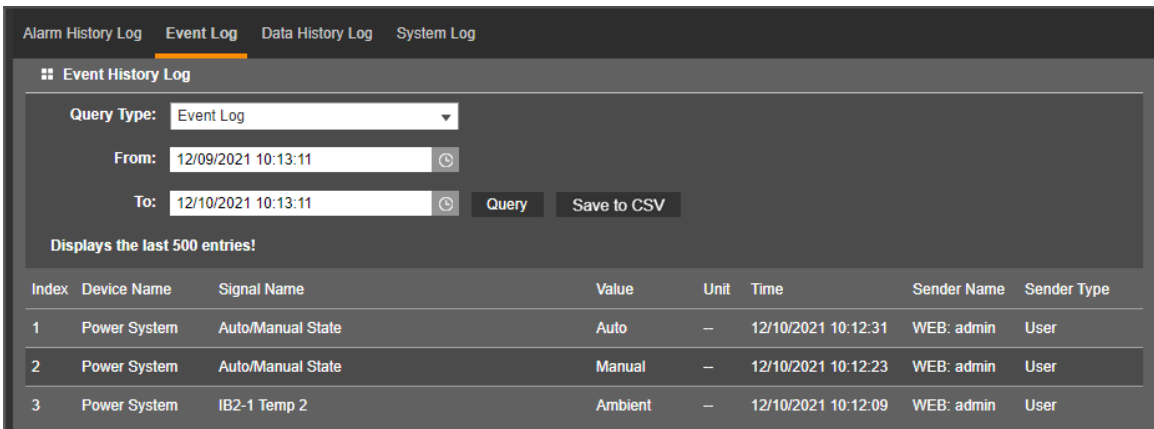 Alarm History Log Event Log Data History Log System Log
Event History Log
Query Type: Event Log
From: 12/09/2021 10:13:11
To: 12/10/2021 10:13:11 Query Save to CSV
Displays the last 500 entries!
Index Device Name Signal Name Value Unit Time Sender Name Sender Type
1 Power System Auto/Manual State Auto -- 12/10/2021 10:12:31 WEB: admin User
2 Power System Auto/Manual State Manual -- 12/10/2021 10:12:23 WEB: admin User
3 Power System IB2-1 Temp 2 Ambient -- 12/10/2021 10:12:09 WEB: admin User